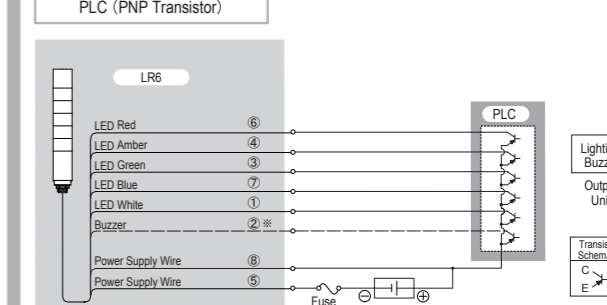 PLC (PNP Transistor)
LR6
PLC
LED Red ⑥
LED Amber ④
LED Green ③
LED Blue ⑦
LED White ①
Buzzer ②※
Power Supply Wire ⑧
Power Supply Wire ⑤
Fuse
⊖ ⊕
C
E